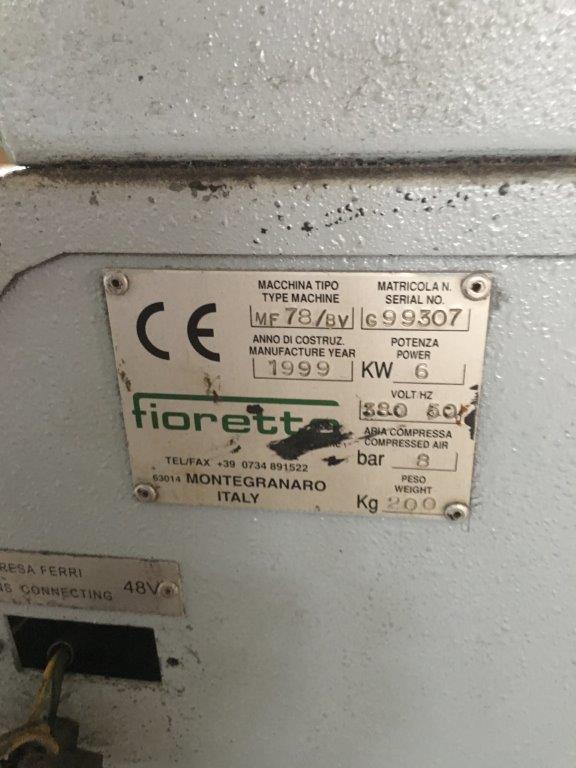 CE
MACCHINA TIPO
TYPE MACHINE
MF 78/BV
MATRICOLA N.
SERIAL NO.
G99307
ANNO DI COSTRUZ.
MANUFACTURE YEAR
1999
POTENZA
POWER
KW 6
VOLT/HZ
380 50
fioretto
ARIA COMPRESSA
COMPRESSED AIR
bar 8
TEL/FAX +39 0734 891522
63014 MONTEGRANARO
ITALY
PESO
WEIGHT
Kg 200
RESA FERRI
CONNECTING 48V